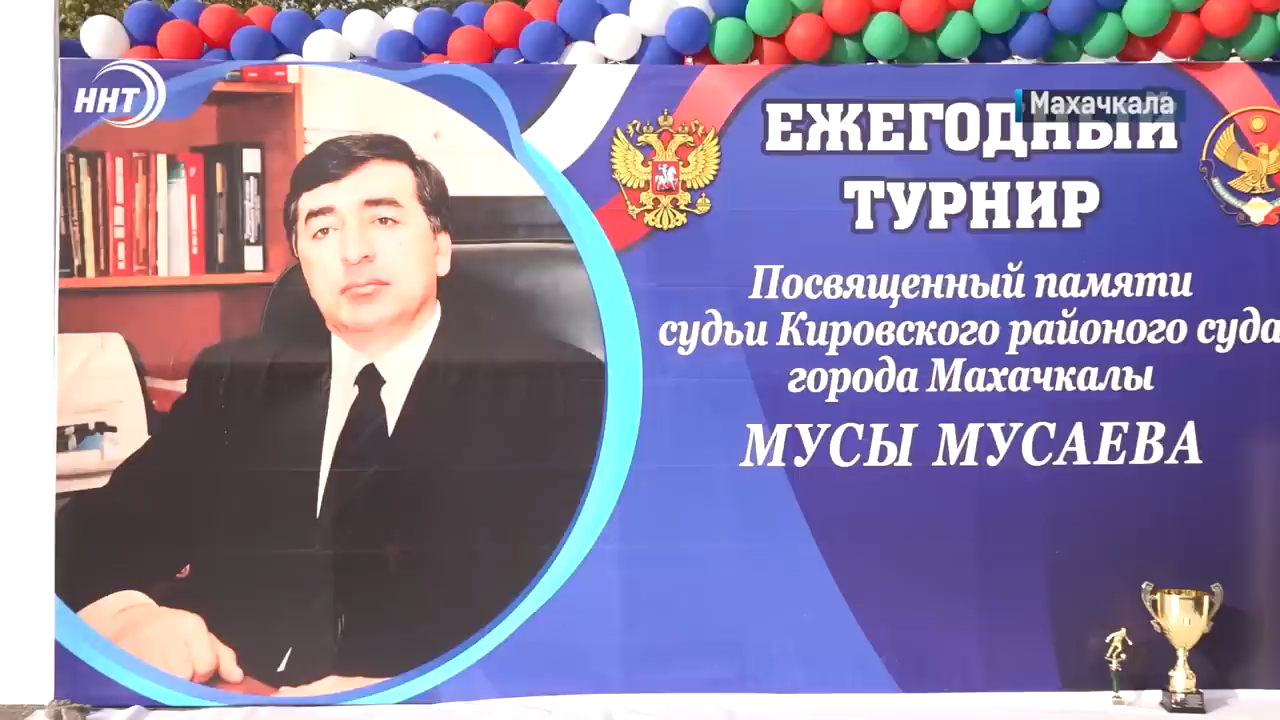 ННТ
Махачкала
ЕЖЕГОДНЫЙ
ТУРНИР
Посвященный памяти
судьи Кировского районого суда
города Махачкалы
МУСЫ МУСАЕВА